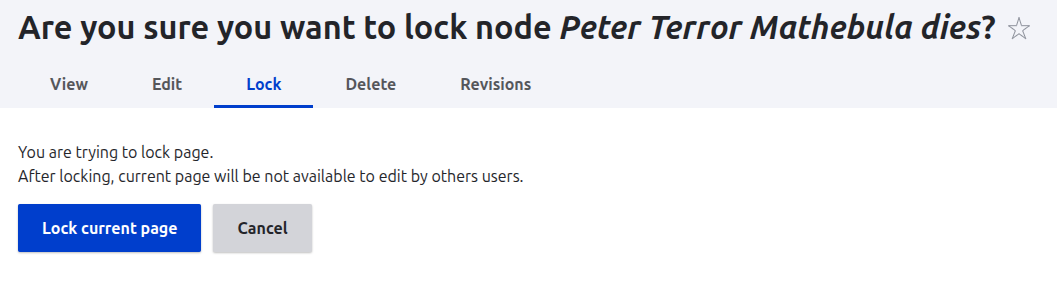 Are you sure you want to lock node Peter Terror Mathebula dies?
View Edit Lock Delete Revisions
You are trying to lock page.
After locking, current page will be not available to edit by others users.
Lock current page Cancel